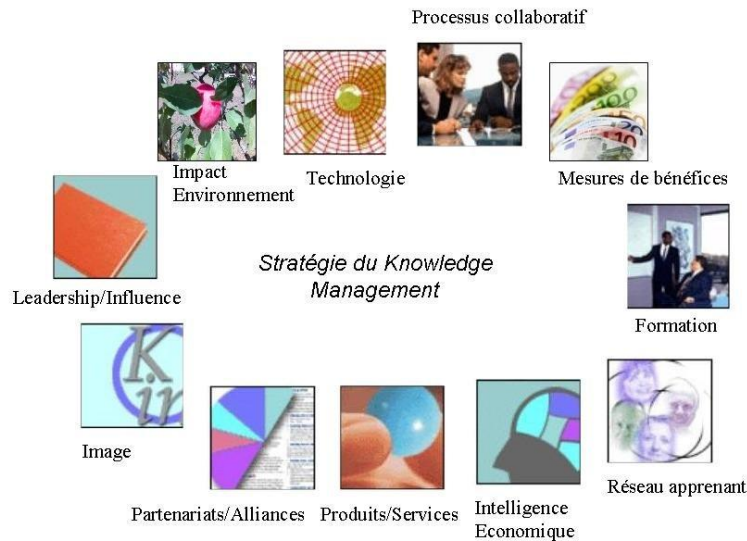 Processus collaboratif
Impact
Environnement
Technologie
Mesures de bénéfices
Leadership/Influence
Stratégie du Knowledge
Management
Formation
Image
Partenariats/Alliances
Produits/Services
Intelligence
Economique
Réseau apprenant